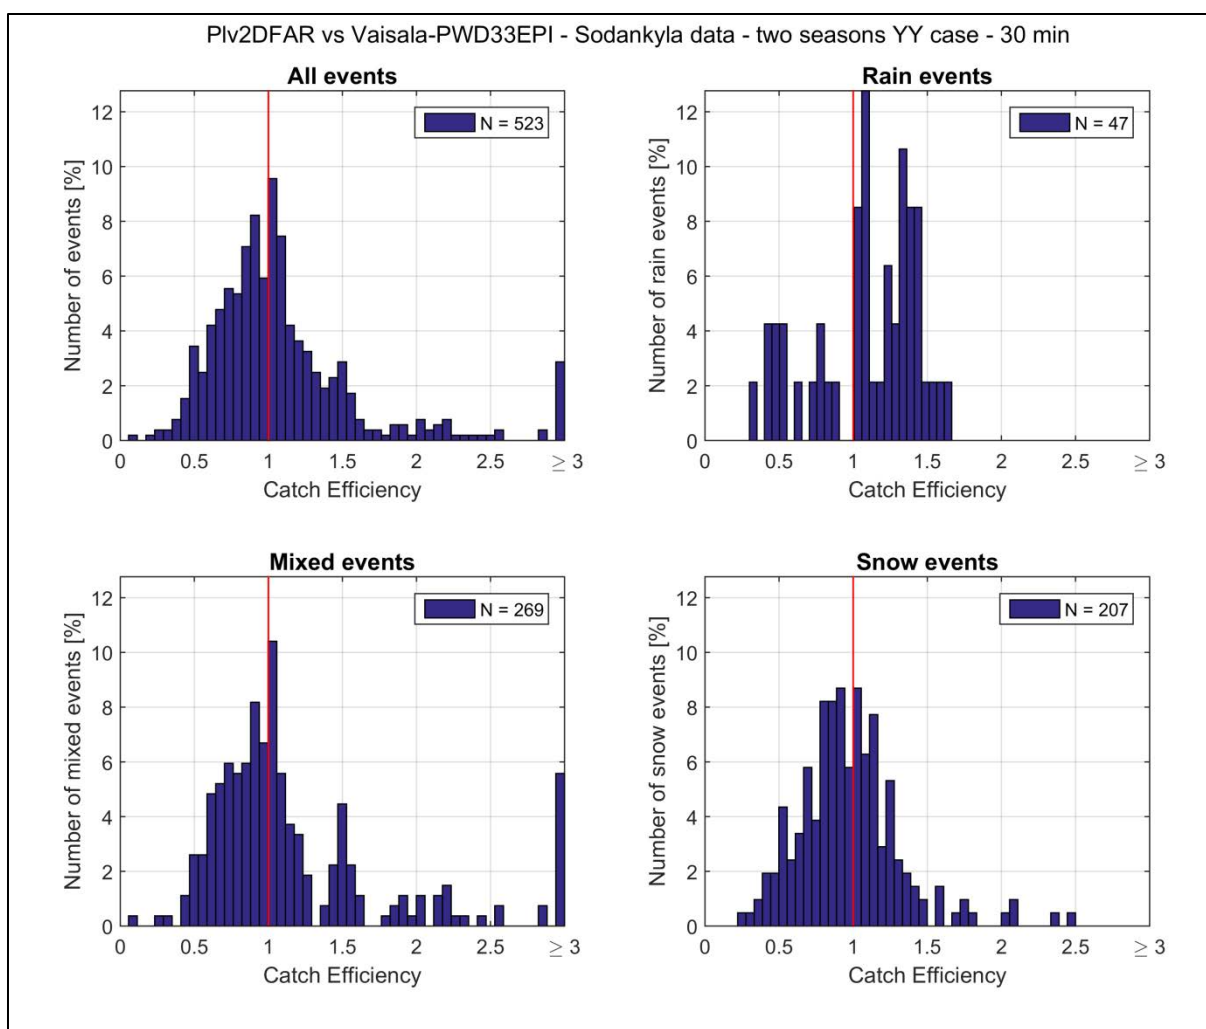 Plv2DFAR vs Vaisala-PWD33EPI - Sodankyla data - two seasons YY case - 30 min
All events
Number of events [%]
12
10
8
6
4
2
0
N = 523
0 0.5 1 1.5 2 2.5 ≥ 3
Catch Efficiency
Rain events
Number of rain events [%]
12
10
8
6
4
2
0
N = 47
0 0.5 1 1.5 2 2.5 ≥ 3
Catch Efficiency
Mixed events
Number of mixed events [%]
12
10
8
6
4
2
0
N = 269
0 0.5 1 1.5 2 2.5 ≥ 3
Catch Efficiency
Snow events
Number of snow events [%]
12
10
8
6
4
2
0
N = 207
0 0.5 1 1.5 2 2.5 ≥ 3
Catch Efficiency